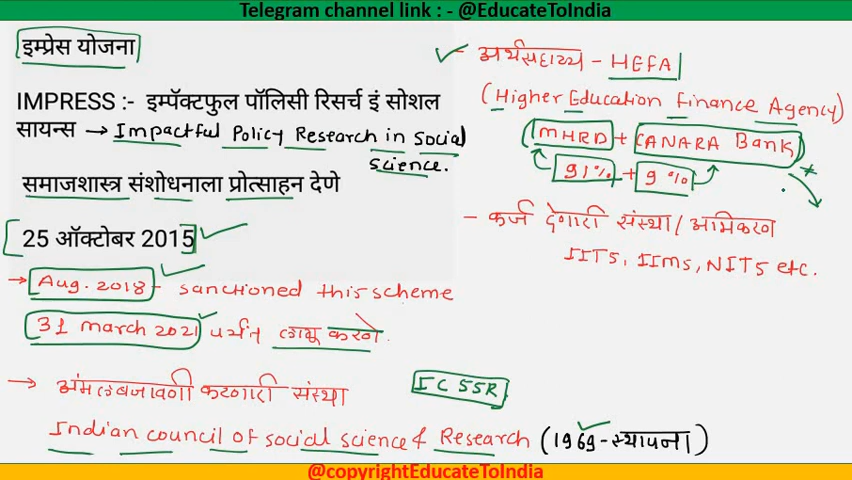 Telegram channel link : - @EducateToIndia
इम्प्रेस योजना
IMPRESS :- इम्पॅक्टफुल पॉलिसी रिसर्च इं सोशल
सायन्स → Impactful Policy Research in Social
Science.
समाजशास्त्र संशोधनाला प्रोत्साहन देणे
25 ऑक्टोबर 2015
→ Aug. 2018 - sanctioned this scheme
31 march 2021 पर्यंत लागू करणे.
→ अंमलबजावणी करणारी संस्था
ICSSR
Indian council of social science & Research (1969-स्थापना)
- अर्थसहाय्य - HEFA
(Higher Education Finance Agency)
(MHRD + CANARA Bank)
91% + 9%
- कर्ज देणारी संस्था/अभिकरण
IITs, IIMs, NITs etc.
@copyrightEducateToIndia